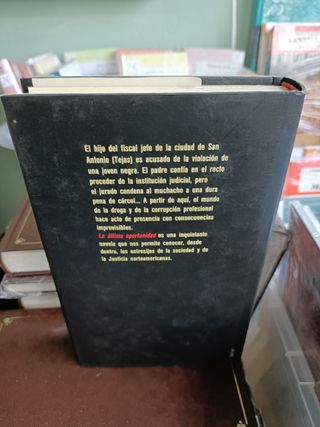 El hijo del fiscal jefe de la ciudad de San
Antonio (Tejas) es acusado de la violación de
una joven negra. El padre confía en el recto
proceder de la institución judicial, pero
el jurado condena al muchacho a una dura
pena de cárcel... A partir de aquí, el mundo
de la droga y de la corrupción profesional
hace acto de presencia con consecuencias
imprevisibles.
La última oportunidad es una inquietante
novela que nos permite conocer, desde
dentro, los entresijos de la sociedad y de
la Justicia norteamericanas.